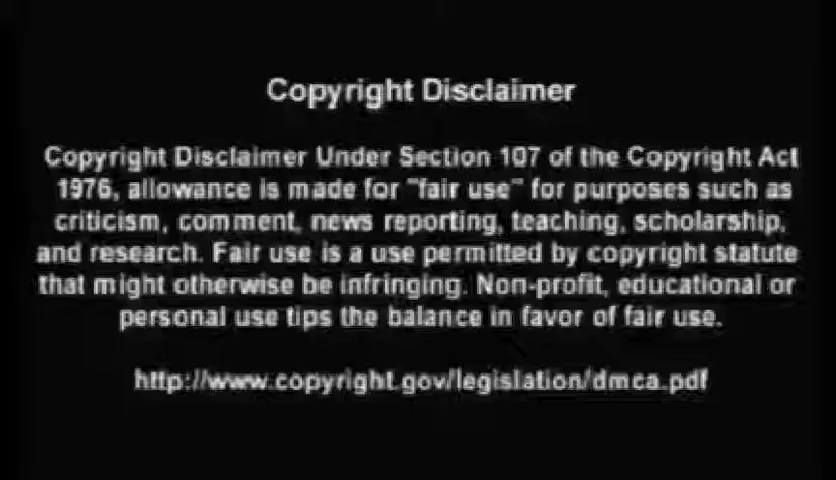 Copyright Disclaimer
Copyright Disclaimer Under Section 107 of the Copyright Act
1976, allowance is made for "fair use" for purposes such as
criticism, comment, news reporting, teaching, scholarship,
and research. Fair use is a use permitted by copyright statute
that might otherwise be infringing. Non-profit, educational or
personal use tips the balance in favor of fair use.
http://www.copyright.gov/legislation/dmca.pdf